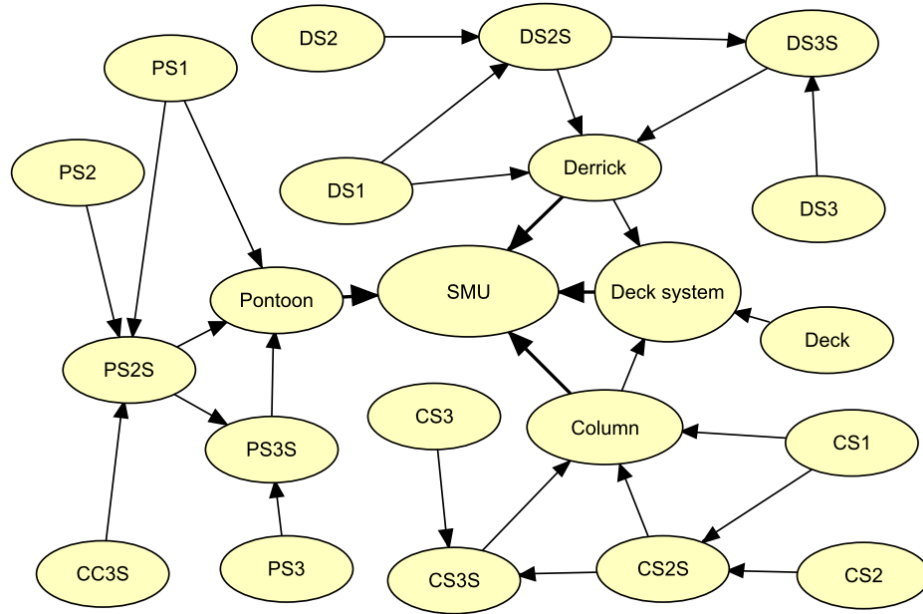 DS2
DS2S
DS3S
PS1
PS2
DS1
Derrick
DS3
Pontoon
SMU
Deck system
Deck
PS2S
CS3
Column
CS1
PS3S
CC3S
PS3
CS3S
CS2S
CS2